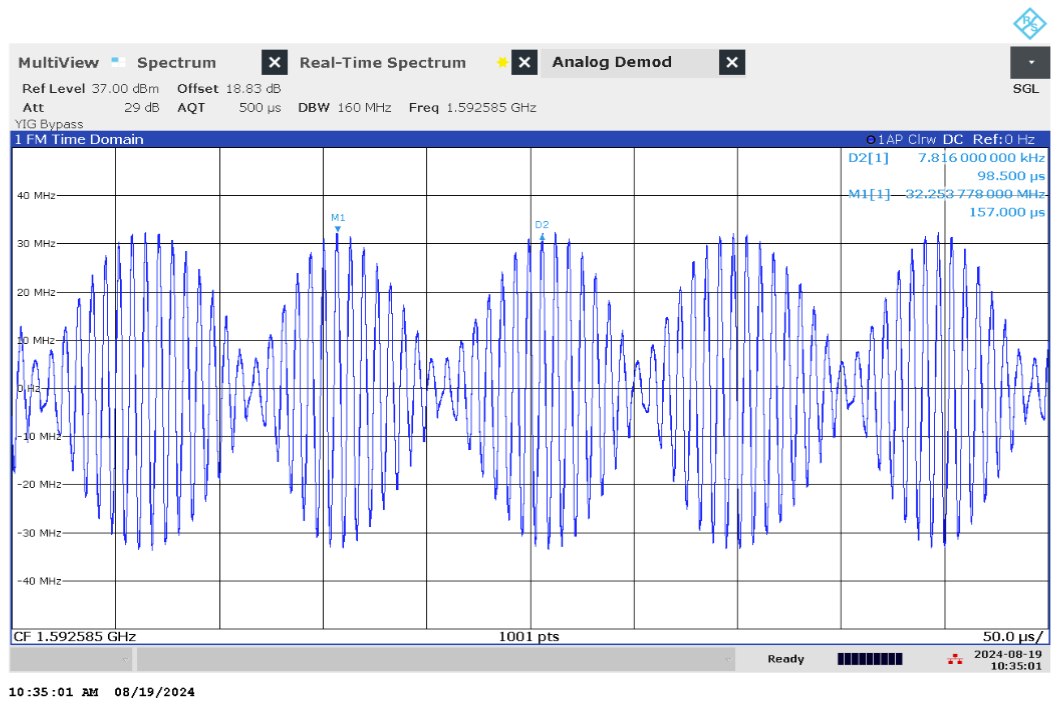 R&S
MultiView Spectrum Real-Time Spectrum Analog Demod
Ref Level 37.00 dBm Offset 18.83 dB SGL
Att 29 dB AQT 500 µs DBW 160 MHz Freq 1.592585 GHz
YIG Bypass
1 FM Time Domain 1AP Clrw DC Ref:0 Hz
D2[1] 7.816 000 000 kHz
98.500 µs
M1[1] 32.253 778 000 MHz
157.000 µs
40 MHz
M1
D2
30 MHz
20 MHz
10 MHz
0 Hz
-10 MHz
-20 MHz
-30 MHz
-40 MHz
CF 1.592585 GHz 1001 pts 50.0 µs/
Ready 2024-08-19
10:35:01
10:35:01 AM 08/19/2024